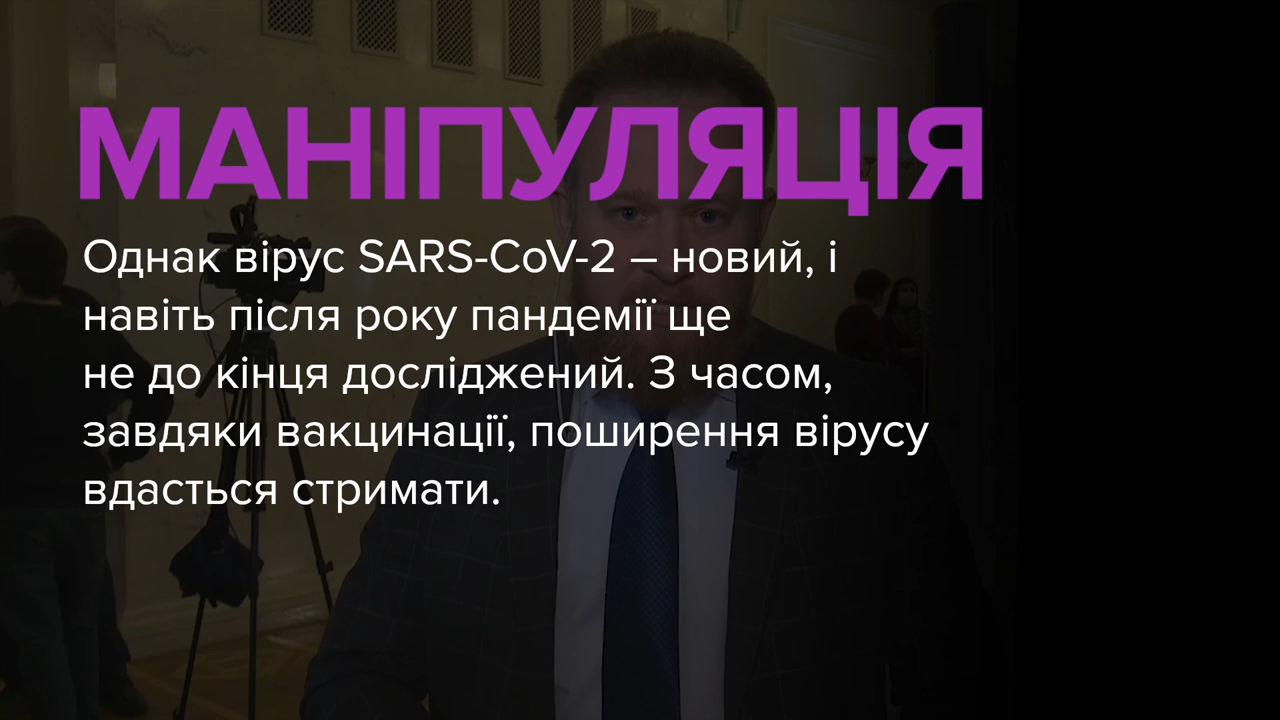 МАНІПУЛЯЦІЯ
Однак вірус SARS-CoV-2 – новий, і
навіть після року пандемії ще
не до кінця досліджений. З часом,
завдяки вакцинації, поширення вірусу
вдасться стримати.